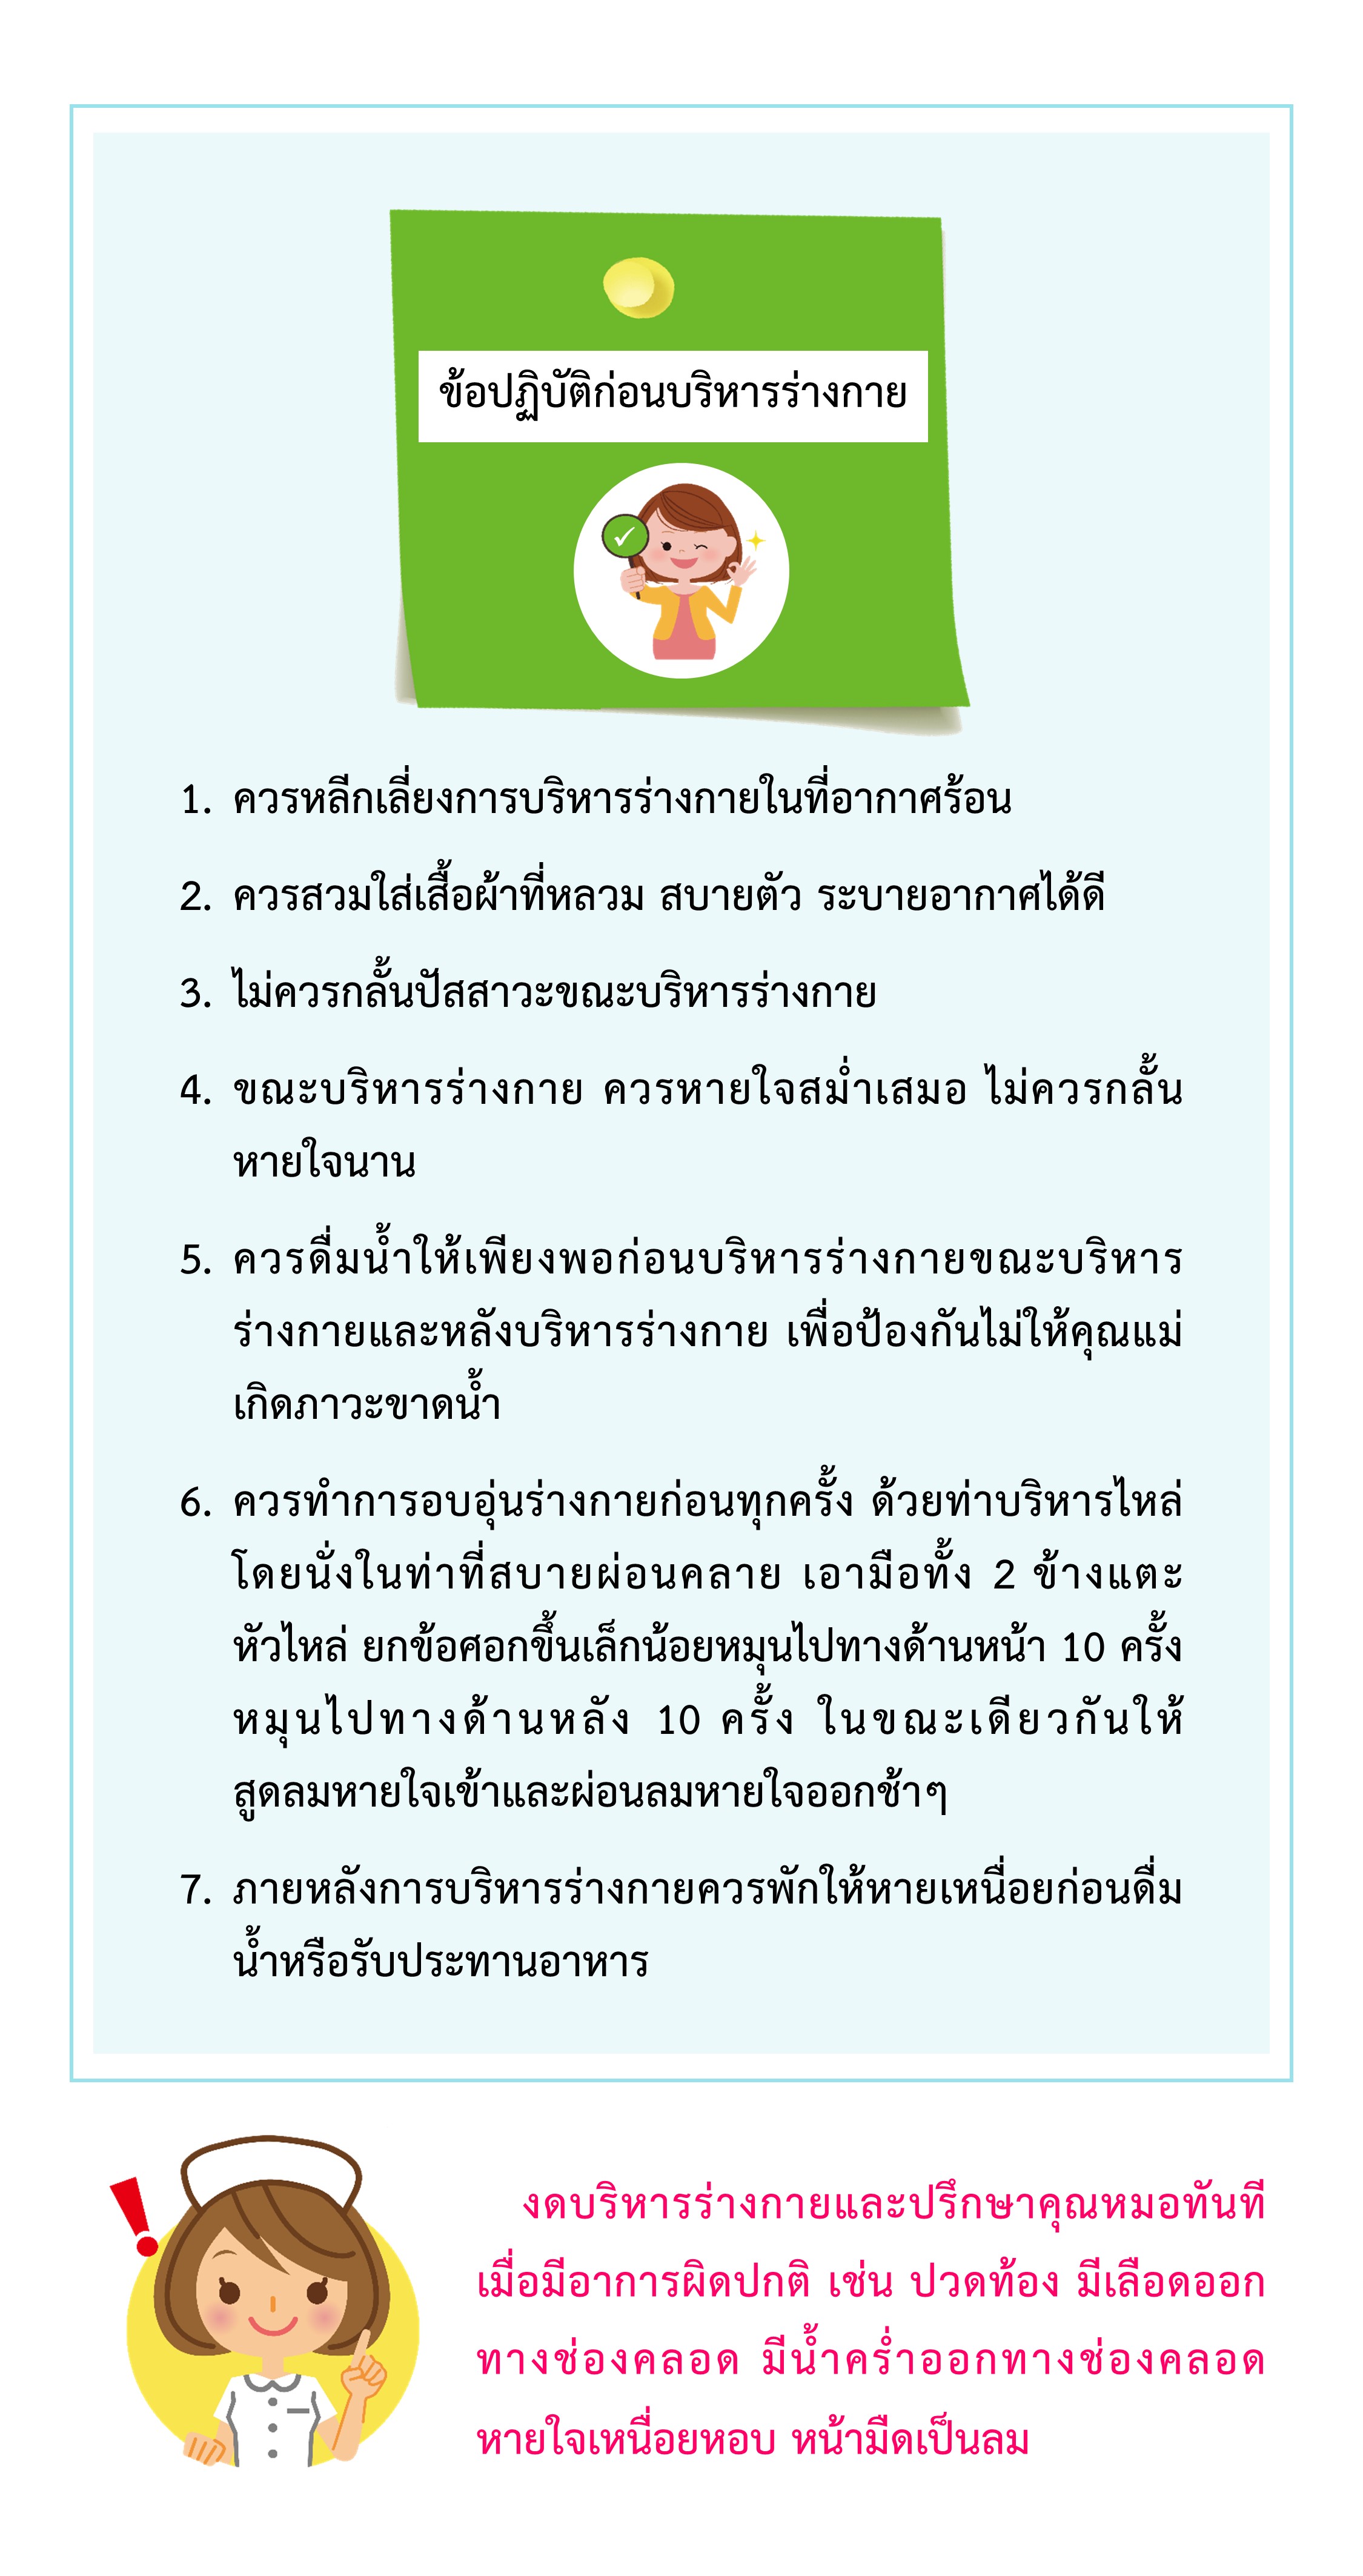 ข้อปฏิบัติก่อนบริหารร่างกาย
1. ควรหลีกเลี่ยงการบริหารร่างกายในที่อากาศร้อน
2. ควรสวมใส่เสื้อผ้าที่หลวม สบายตัว ระบายอากาศได้ดี
3. ไม่ควรกลั้นปัสสาวะขณะบริหารร่างกาย
4. ขณะบริหารร่างกาย ควรหายใจสม่ำเสมอ ไม่ควรกลั้น
หายใจนาน
5. ควรดื่มน้ำให้เพียงพอก่อนบริหารร่างกายขณะบริหาร
ร่างกายและหลังบริหารร่างกาย เพื่อป้องกันไม่ให้คุณแม่
เกิดภาวะขาดน้ำ
6. ควรทำการอบอุ่นร่างกายก่อนทุกครั้ง ด้วยท่าบริหารไหล่
โดยนั่งในท่าที่สบายผ่อนคลาย เอามือทั้ง 2 ข้างแตะ
หัวไหล่ ยกข้อศอกขึ้นเล็กน้อยหมุนไปทางด้านหน้า 10 ครั้ง
หมุนไปทางด้านหลัง 10 ครั้ง ในขณะเดียวกันให้
สูดลมหายใจเข้าและผ่อนลมหายใจออกช้าๆ
7. ภายหลังการบริหารร่างกายควรพักให้หายเหนื่อยก่อนดื่ม
น้ำหรือรับประทานอาหาร
งดบริหารร่างกายและปรึกษาคุณหมอทันที
เมื่อมีอาการผิดปกติ เช่น ปวดท้อง มีเลือดออก
ทางช่องคลอด มีน้ำคร่ำออกทางช่องคลอด
หายใจเหนื่อยหอบ หน้ามืดเป็นลม